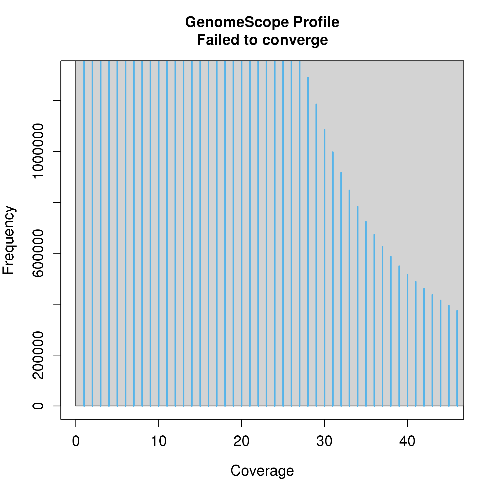 GenomeScope Profile
Failed to converge
Frequency
1000000
600000
200000
0
0 10 20 30 40
Coverage